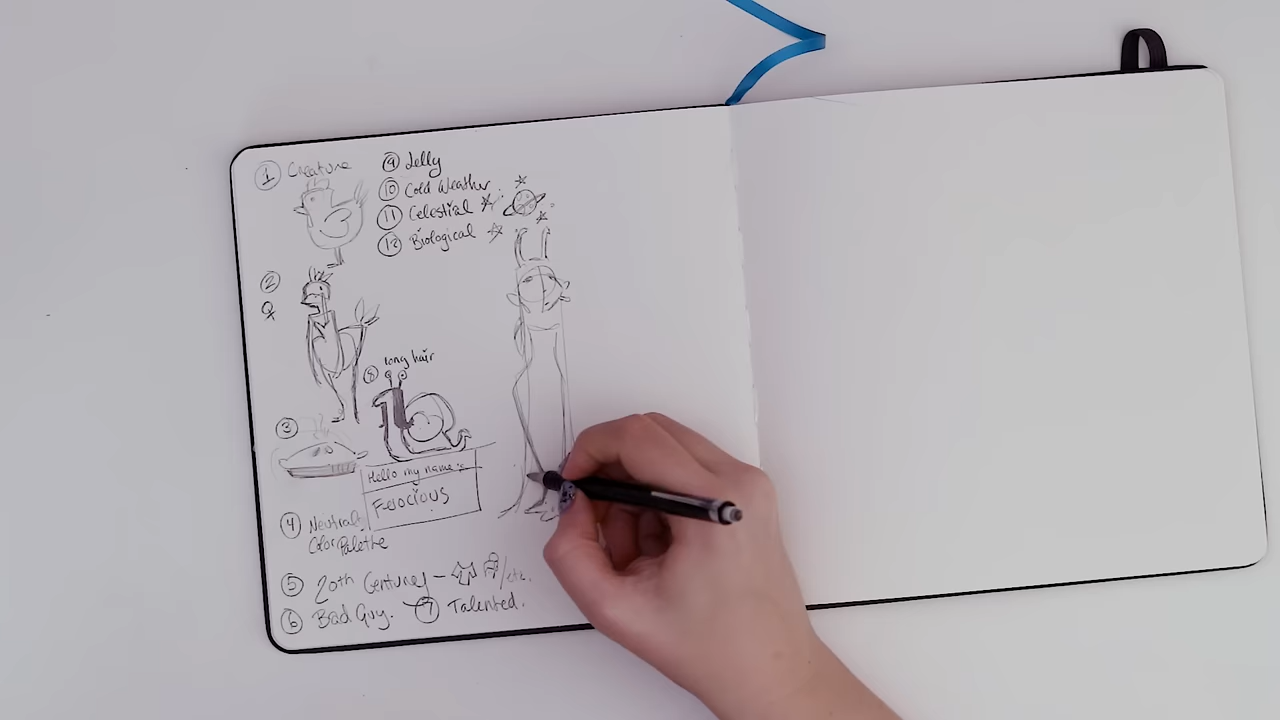 ① Creature
② ♀
③
④ Neutral
Color Palette
⑤ 20th Century - /etc.
⑥ Bad Guy. ⑦ Talented.
⑧ long hair
Hello my name is
Ferocious
⑨ Jelly
⑩ Cold Weather
⑪ Celestial
⑫ Biological